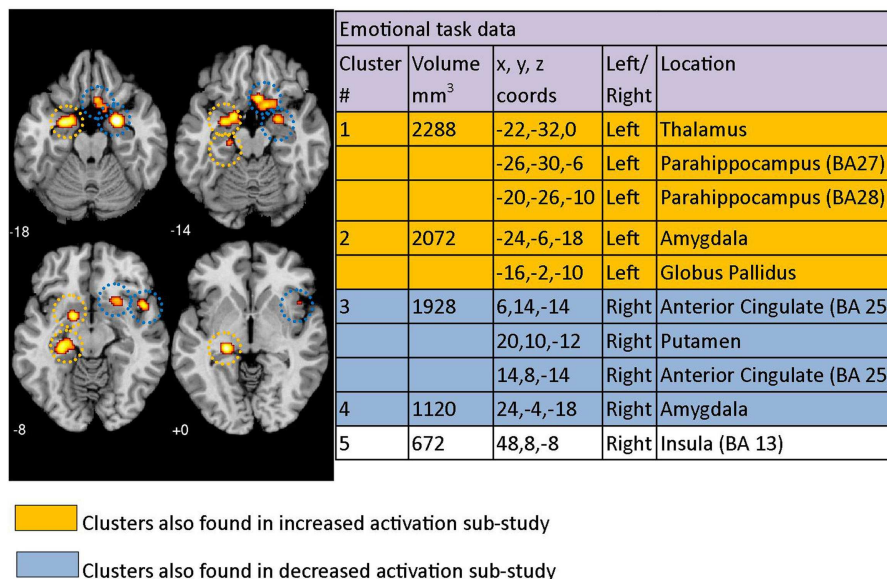 Emotional task data
Cluster # Volume mm³ x, y, z coords Left/ Right Location
1 2288 -22,-32,0 Left Thalamus
-26,-30,-6 Left Parahippocampus (BA27)
-20,-26,-10 Left Parahippocampus (BA28)
2 2072 -24,-6,-18 Left Amygdala
-16,-2,-10 Left Globus Pallidus
3 1928 6,14,-14 Right Anterior Cingulate (BA 25
20,10,-12 Right Putamen
14,8,-14 Right Anterior Cingulate (BA 25
4 1120 24,-4,-18 Right Amygdala
5 672 48,8,-8 Right Insula (BA 13)
-18
-14
-8
+0
Clusters also found in increased activation sub-study
Clusters also found in decreased activation sub-study